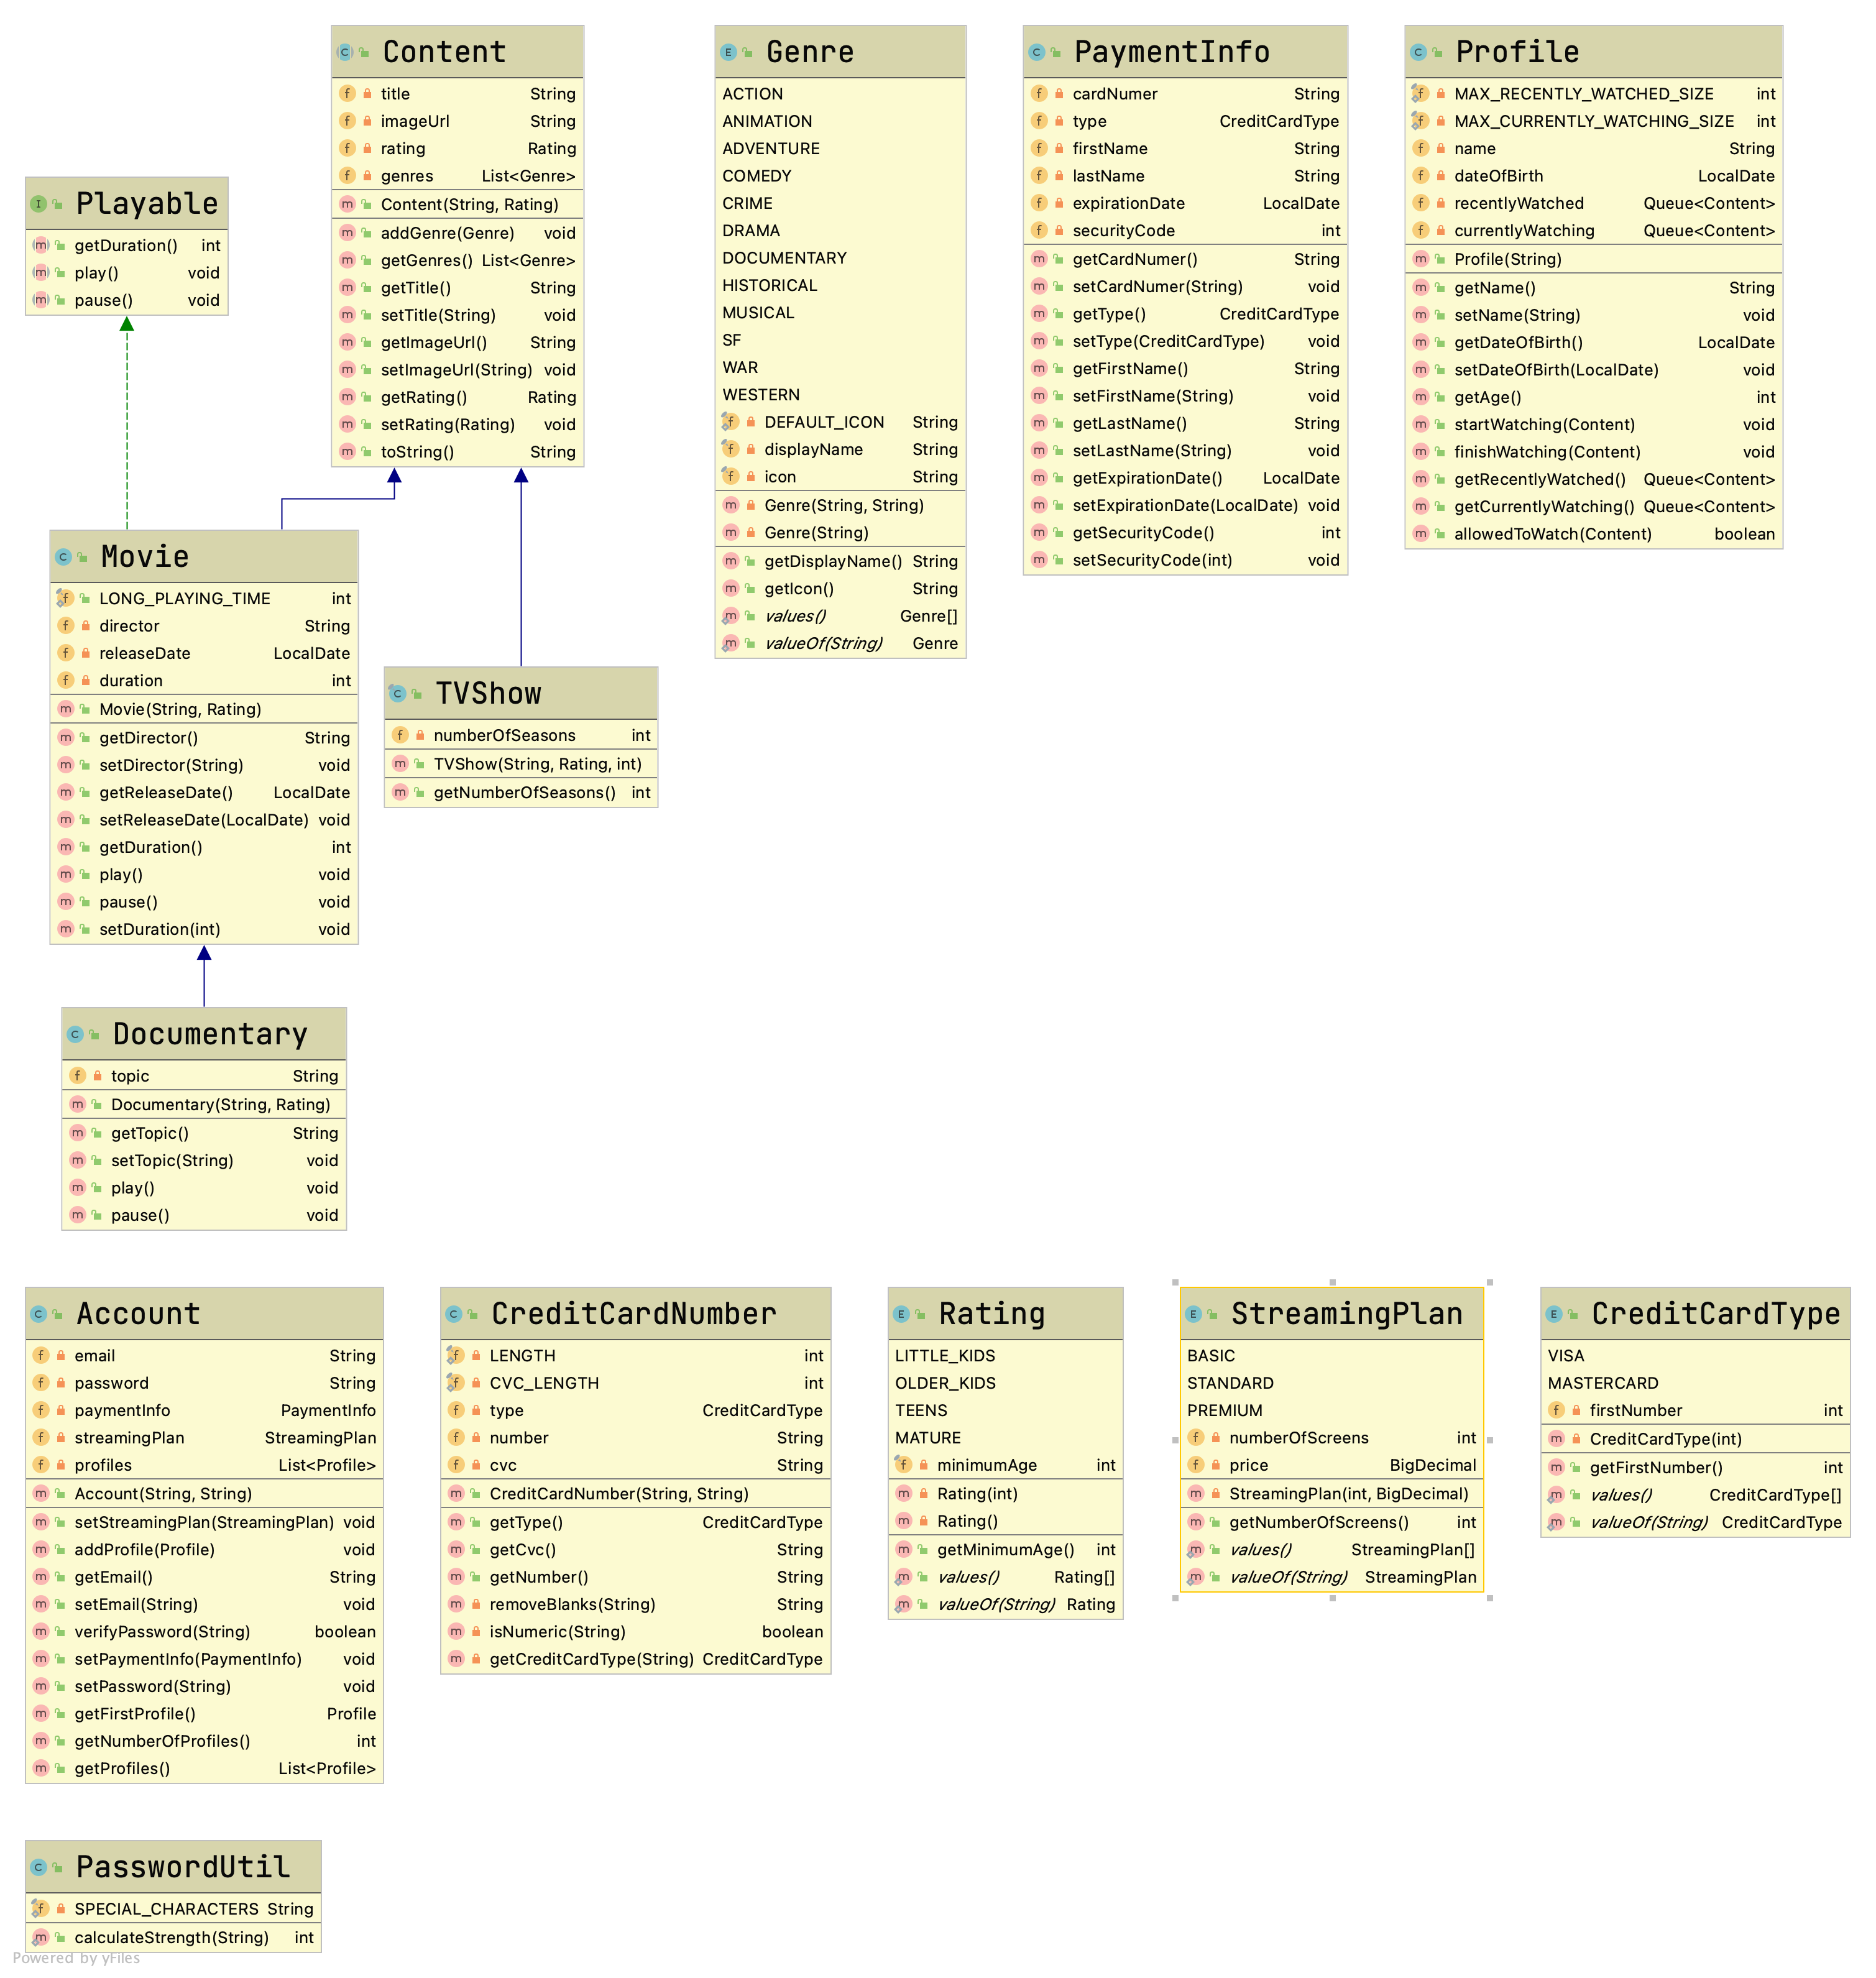 Content
title String
imageUrl String
rating Rating
genres List<Genre>
Content(String, Rating)
addGenre(Genre) void
getGenres() List<Genre>
getTitle() String
setTitle(String) void
getImageUrl() String
setImageUrl(String) void
getRating() Rating
setRating(Rating) void
toString() String
Genre
ACTION
ANIMATION
ADVENTURE
COMEDY
CRIME
DRAMA
DOCUMENTARY
HISTORICAL
MUSICAL
SF
WAR
WESTERN
DEFAULT_ICON String
displayName String
icon String
Genre(String, String)
Genre(String)
getDisplayName() String
getIcon() String
values() Genre[]
valueOf(String) Genre
PaymentInfo
cardNumer String
type CreditCardType
firstName String
lastName String
expirationDate LocalDate
securityCode int
getCardNumer() String
setCardNumer(String) void
getType() CreditCardType
setType(CreditCardType) void
getFirstName() String
setFirstName(String) void
getLastName() String
setLastName(String) void
getExpirationDate() LocalDate
setExpirationDate(LocalDate) void
getSecurityCode() int
setSecurityCode(int) void
Profile
MAX_RECENTLY_WATCHED_SIZE int
MAX_CURRENTLY_WATCHING_SIZE int
name String
dateOfBirth LocalDate
recentlyWatched Queue<Content>
currentlyWatching Queue<Content>
Profile(String)
getName() String
setName(String) void
getDateOfBirth() LocalDate
setDateOfBirth(LocalDate) void
getAge() int
startWatching(Content) void
finishWatching(Content) void
getRecentlyWatched() Queue<Content>
getCurrentlyWatching() Queue<Content>
allowedToWatch(Content) boolean
Playable
getDuration() int
play() void
pause() void
Movie
LONG_PLAYING_TIME int
director String
releaseDate LocalDate
duration int
Movie(String, Rating)
getDirector() String
setDirector(String) void
getReleaseDate() LocalDate
setReleaseDate(LocalDate) void
getDuration() int
play() void
pause() void
setDuration(int) void
TVShow
numberOfSeasons int
TVShow(String, Rating, int)
getNumberOfSeasons() int
Documentary
topic String
Documentary(String, Rating)
getTopic() String
setTopic(String) void
play() void
pause() void
Account
email String
password String
paymentInfo PaymentInfo
streamingPlan StreamingPlan
profiles List<Profile>
Account(String, String)
setStreamingPlan(StreamingPlan) void
addProfile(Profile) void
getEmail() String
setEmail(String) void
verifyPassword(String) boolean
setPaymentInfo(PaymentInfo) void
setPassword(String) void
getFirstProfile() Profile
getNumberOfProfiles() int
getProfiles() List<Profile>
CreditCardNumber
LENGTH int
CVC_LENGTH int
type CreditCardType
number String
cvc String
CreditCardNumber(String, String)
getType() CreditCardType
getCvc() String
getNumber() String
removeBlanks(String) String
isNumeric(String) boolean
getCreditCardType(String) CreditCardType
Rating
LITTLE_KIDS
OLDER_KIDS
TEENS
MATURE
minimumAge int
Rating(int)
Rating()
getMinimumAge() int
values() Rating[]
valueOf(String) Rating
StreamingPlan
BASIC
STANDARD
PREMIUM
numberOfScreens int
price BigDecimal
StreamingPlan(int, BigDecimal)
getNumberOfScreens() int
values() StreamingPlan[]
valueOf(String) StreamingPlan
CreditCardType
VISA
MASTERCARD
firstNumber int
CreditCardType(int)
getFirstNumber() int
values() CreditCardType[]
valueOf(String) CreditCardType
PasswordUtil
SPECIAL_CHARACTERS String
calculateStrength(String) int
Powered by yFiles